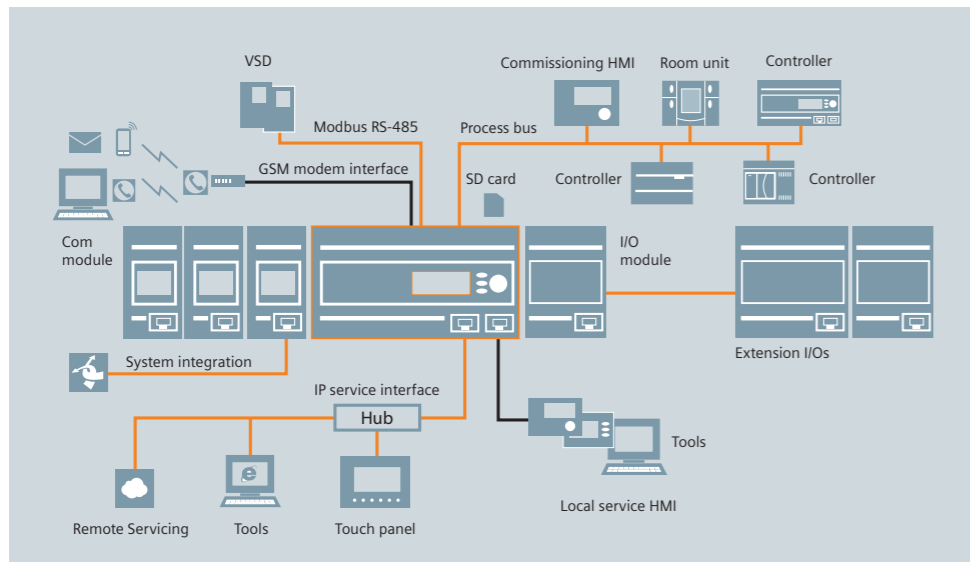 VSD
Commissioning HMI
Room unit
Controller
Modbus RS-485
Process bus
GSM modem interface
SD card
Controller
Controller
Com
module
I/O
module
System integration
Extension I/Os
IP service interface
Hub
Tools
Local service HMI
Remote Servicing
Tools
Touch panel